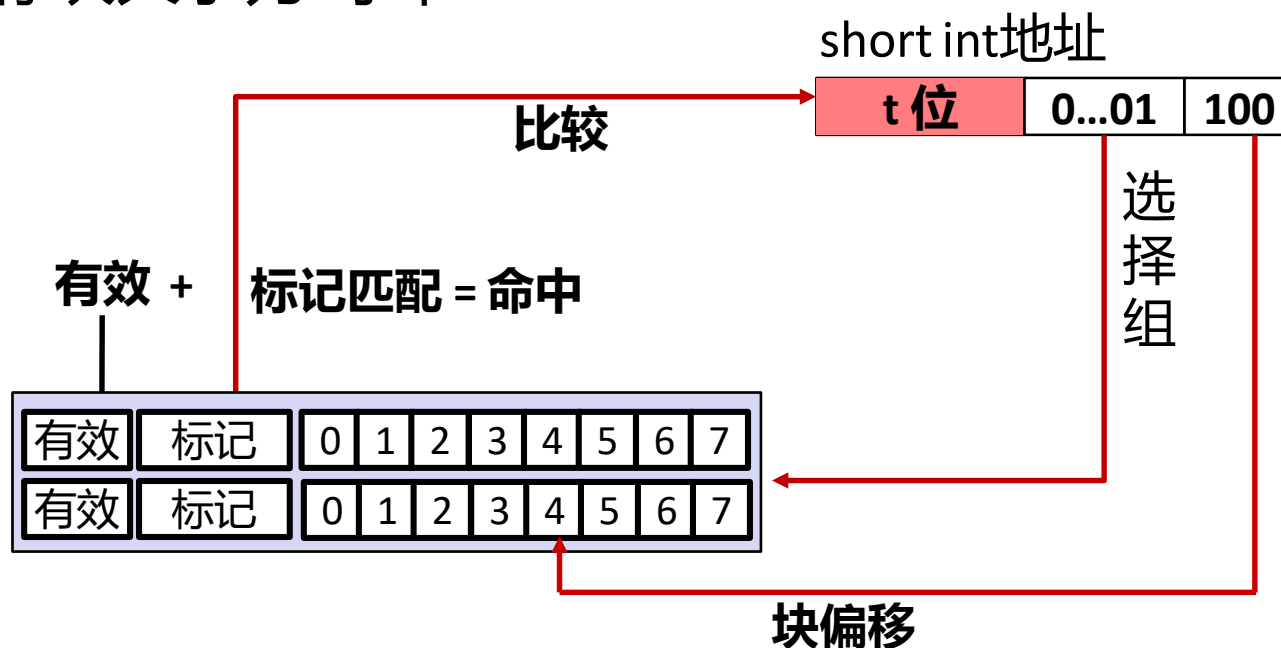 short int地址
t 位 0...01 100
比较
选择组
有效 + 标记匹配 = 命中
有效 标记 0 1 2 3 4 5 6 7
有效 标记 0 1 2 3 4 5 6 7
块偏移